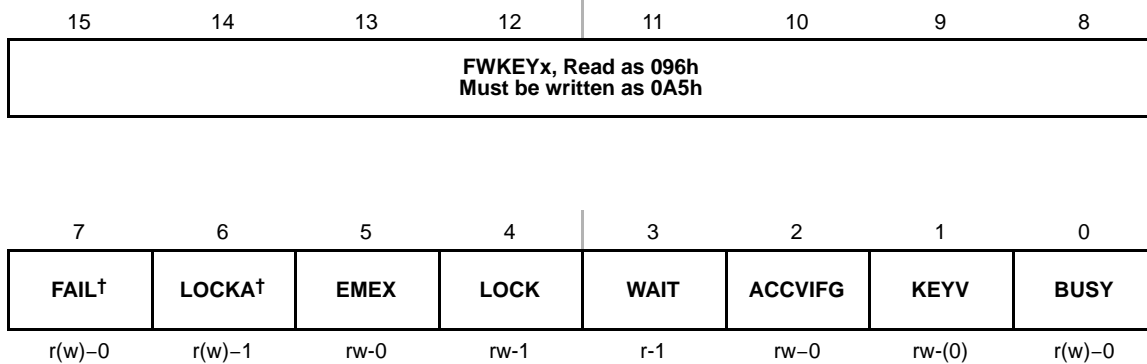 15 14 13 12 11 10 9 8
FWKEYx, Read as 096h
Must be written as 0A5h
7 6 5 4 3 2 1 0
FAIL† LOCKA† EMEX LOCK WAIT ACCVIFG KEYV BUSY
r(w)−0 r(w)−1 rw-0 rw-1 r-1 rw−0 rw-(0) r(w)−0